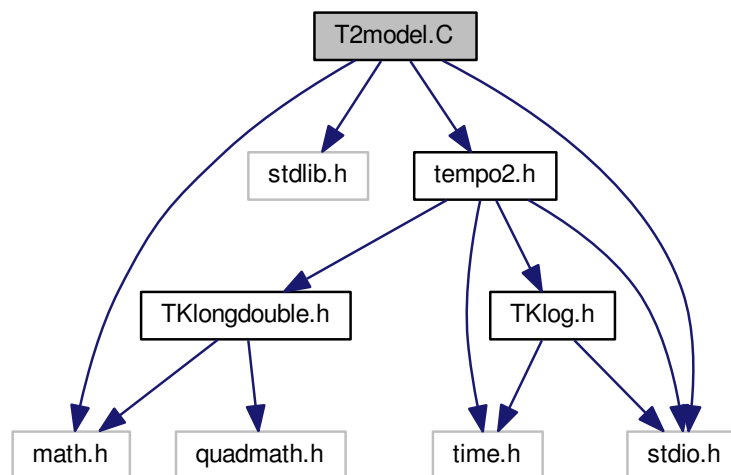 T2model.C
stdlib.h
tempo2.h
TKlongdouble.h
TKlog.h
math.h
quadmath.h
time.h
stdio.h